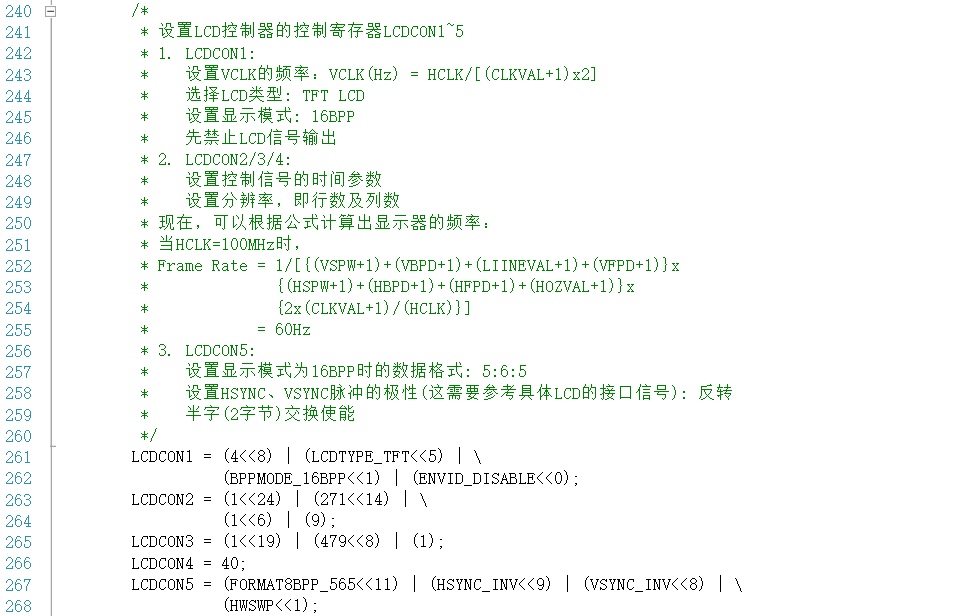 240 /*
241 * 设置LCD控制器的控制寄存器LCDCON1~5
242 * 1. LCDCON1:
243 *    设置VCLK的频率：VCLK(Hz) = HCLK/[(CLKVAL+1)x2]
244 *    选择LCD类型: TFT LCD
245 *    设置显示模式: 16BPP
246 *    先禁止LCD信号输出
247 * 2. LCDCON2/3/4:
248 *    设置控制信号的时间参数
249 *    设置分辨率，即行数及列数
250 * 现在，可以根据公式计算出显示器的频率：
251 * 当HCLK=100MHz时，
252 * Frame Rate = 1/[{(VSPW+1)+(VBPD+1)+(LIINEVAL+1)+(VFPD+1)}x
253 *              {(HSPW+1)+(HBPD+1)+(HFPD+1)+(HOZVAL+1)}x
254 *              {2x(CLKVAL+1)/(HCLK)}]
255 *            = 60Hz
256 * 3. LCDCON5:
257 *    设置显示模式为16BPP时的数据格式: 5:6:5
258 *    设置HSYNC、VSYNC脉冲的极性(这需要参考具体LCD的接口信号): 反转
259 *    半字(2字节)交换使能
260 */
261 LCDCON1 = (4<<8) | (LCDTYPE_TFT<<5) | \
262           (BPPMODE_16BPP<<1) | (ENVID_DISABLE<<0);
263 LCDCON2 = (1<<24) | (271<<14) | \
264           (1<<6) | (9);
265 LCDCON3 = (1<<19) | (479<<8) | (1);
266 LCDCON4 = 40;
267 LCDCON5 = (FORMAT8BPP_565<<11) | (HSYNC_INV<<9) | (VSYNC_INV<<8) | \
268           (HWSWP<<1);